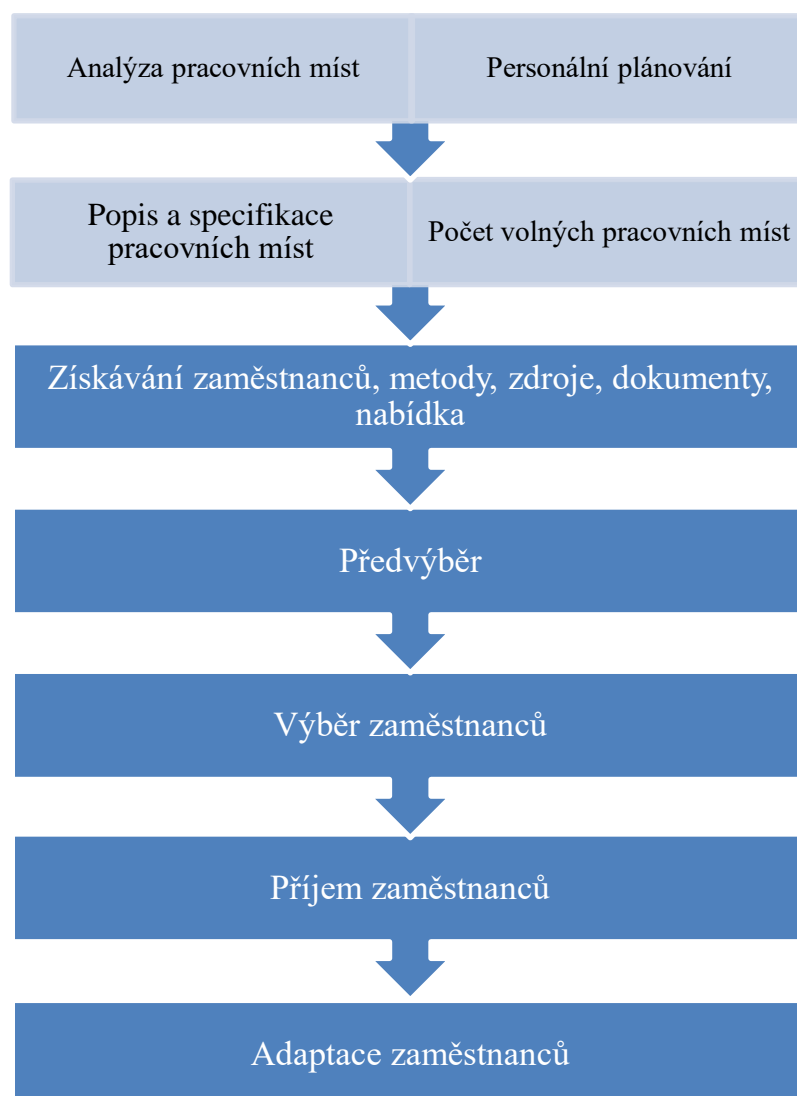 Analýza pracovních míst
Personální plánování
Popis a specifikace
pracovních míst
Počet volných pracovních míst
Získávání zaměstnanců, metody, zdroje, dokumenty,
nabídka
Předvýběr
Výběr zaměstnanců
Příjem zaměstnanců
Adaptace zaměstnanců